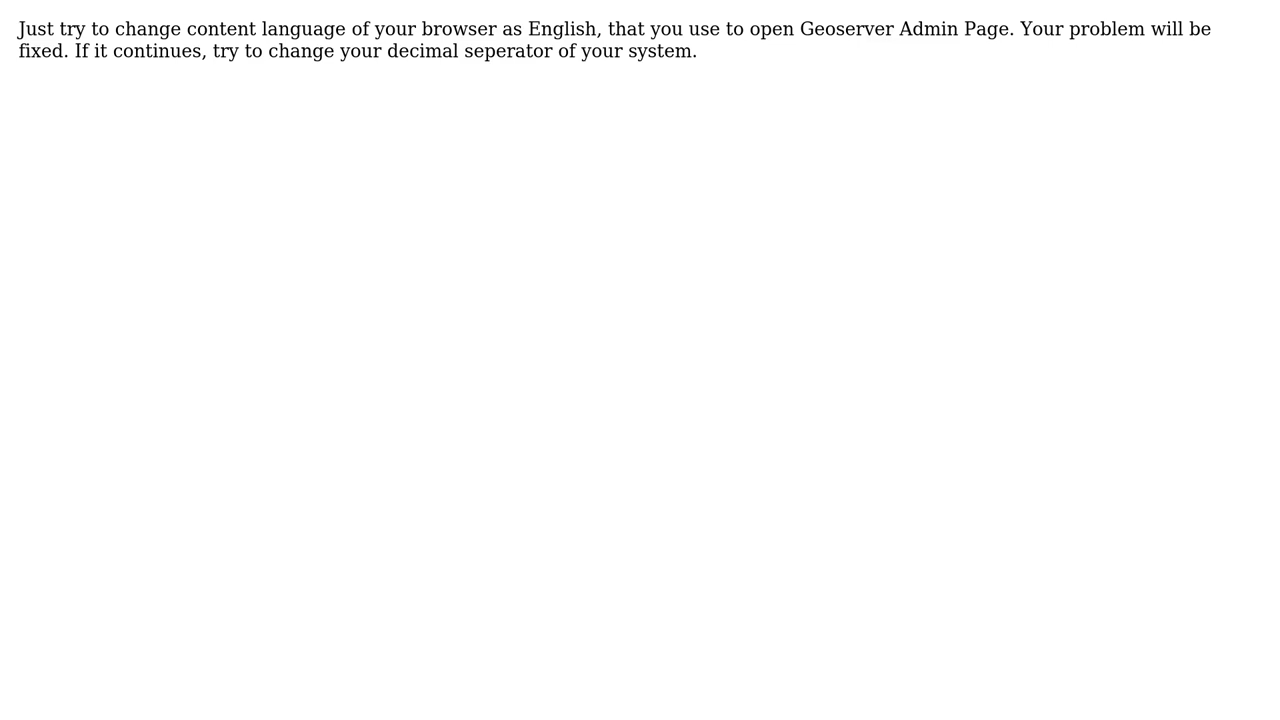 Just try to change content language of your browser as English, that you use to open Geoserver Admin Page. Your problem will be
fixed. If it continues, try to change your decimal seperator of your system.